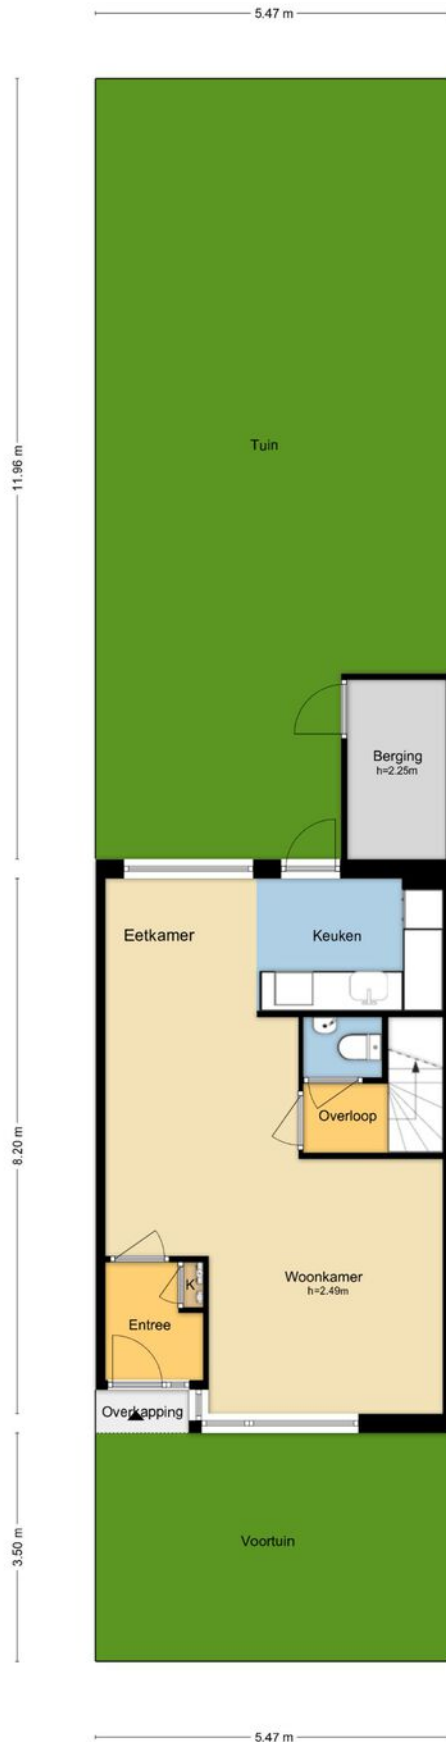 5.47 m
11.96 m
Tuin
Berging
h=2.25m
Eetkamer
Keuken
8.20 m
Overloop
Woonkamer
h=2.49m
K
Entree
Overkapping
3.50 m
Voortuin
5.47 m